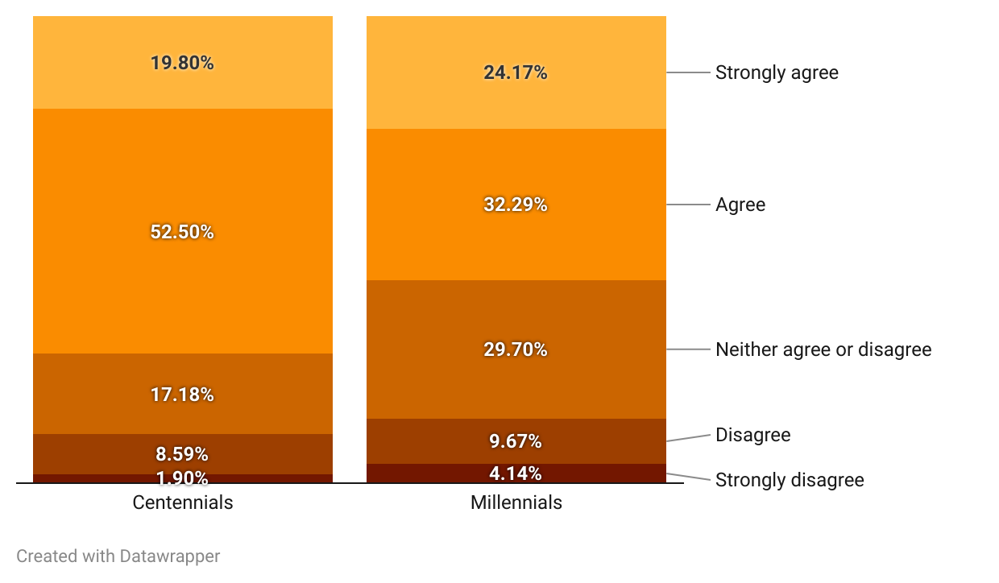 19.80%
24.17%
Strongly agree
52.50%
32.29%
Agree
17.18%
29.70%
Neither agree or disagree
8.59%
9.67%
Disagree
1.90%
4.14%
Strongly disagree
Centennials
Millennials
Created with Datawrapper